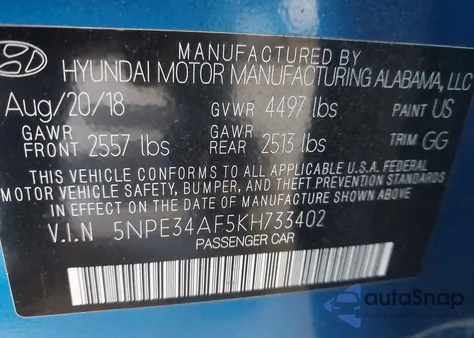 MANUFACTURED BY
HYUNDAI MOTOR MANUFACTURING ALABAMA, LLC
Aug/20/18 GVWR 4497 lbs PAINT US
GAWR FRONT 2557 lbs GAWR REAR 2513 lbs TRIM GG
THIS VEHICLE CONFORMS TO ALL APPLICABLE U.S.A. FEDERAL
MOTOR VEHICLE SAFETY, BUMPER, AND THEFT PREVENTION STANDARDS
IN EFFECT ON THE DATE OF MANUFACTURE SHOWN ABOVE.
V.I.N 5NPE34AF5KH733402
PASSENGER CAR
autoSnap